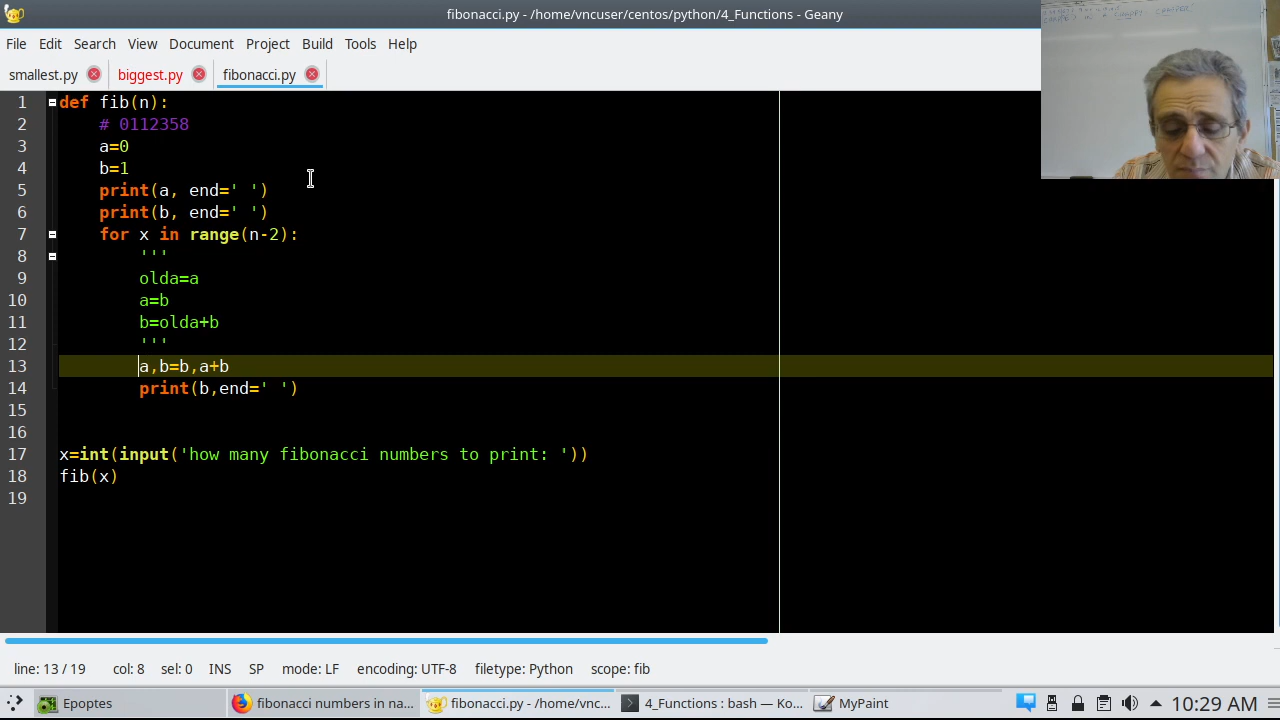 fibonacci.py - /home/vncuser/centos/python/4_Functions - Geany
File Edit Search View Document Project Build Tools Help
smallest.py biggest.py fibonacci.py
1 def fib(n):
2 # 0112358
3 a=0
4 b=1
5 print(a, end=' ')
6 print(b, end=' ')
7 for x in range(n-2):
8 '''
9 olda=a
10 a=b
11 b=olda+b
12 '''
13 a,b=b,a+b
14 print(b,end=' ')
15
16
17 x=int(input('how many fibonacci numbers to print: '))
18 fib(x)
19
line: 13 / 19 col: 8 sel: 0 INS SP mode: LF encoding: UTF-8 filetype: Python scope: fib
Epoptes fibonacci numbers in na... fibonacci.py - /home/vnc... 4_Functions : bash — Ko... MyPaint 10:29 AM